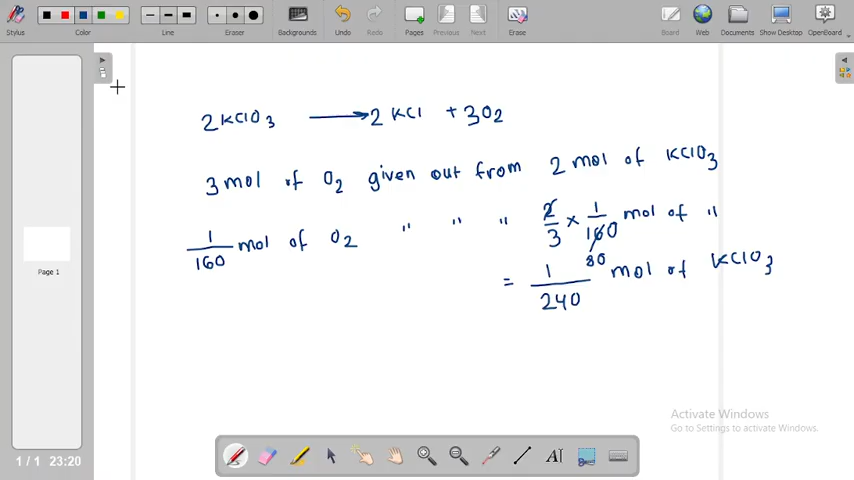 Stylus
Color
Line
Eraser
Backgrounds
Undo
Redo
Pages
Previous
Next
Erase
Board
Web
Documents
Show Desktop
OpenBoard
2KClO3 → 2 KCl + 3O2
3 mol of O2 given out from 2 mol of KClO3
1/160 mol of O2 " " " 2/3 × 1/160 mol of "
80
= 1/240 mol of KClO3
Page 1
Activate Windows
Go to Settings to activate Windows.
1 / 1 23:20